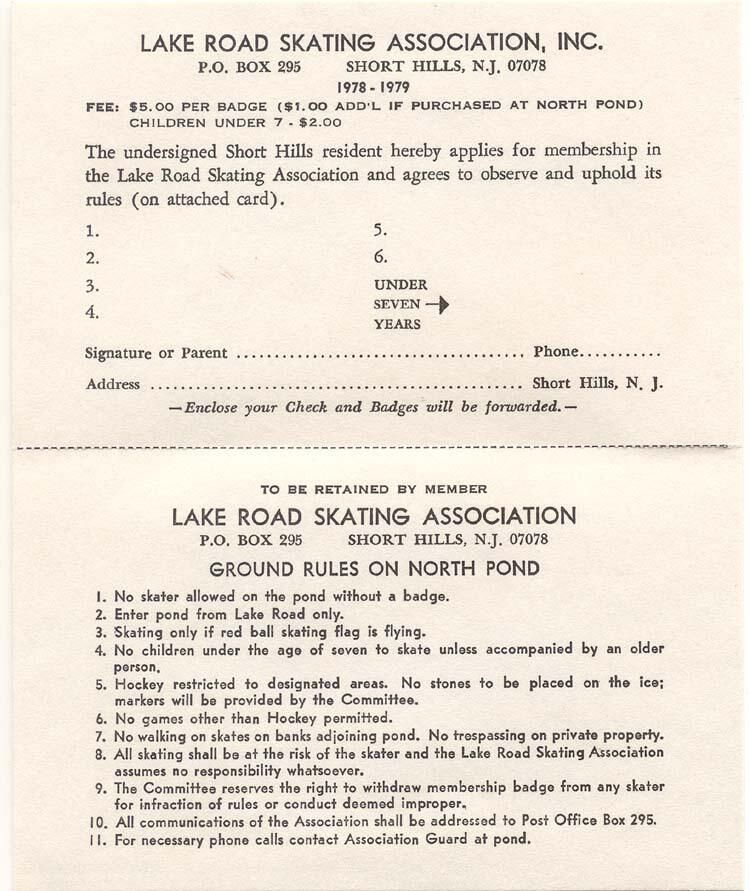 LAKE ROAD SKATING ASSOCIATION, INC.
P.O. BOX 295 SHORT HILLS, N.J. 07078
1978 - 1979
FEE: $5.00 PER BADGE ($1.00 ADD'L IF PURCHASED AT NORTH POND)
CHILDREN UNDER 7 - $2.00
The undersigned Short Hills resident hereby applies for membership in
the Lake Road Skating Association and agrees to observe and uphold its
rules (on attached card).
1. 5.
2. 6.
3. UNDER
SEVEN
4.
YEARS
Signature or Parent ..................................... Phone...........
Address ................................................ Short Hills, N. J.
—Enclose your Check and Badges will be forwarded.—
TO BE RETAINED BY MEMBER
LAKE ROAD SKATING ASSOCIATION
P.O. BOX 295 SHORT HILLS, N.J. 07078
GROUND RULES ON NORTH POND
1. No skater allowed on the pond without a badge.
2. Enter pond from Lake Road only.
3. Skating only if red ball skating flag is flying.
4. No children under the age of seven to skate unless accompanied by an older
person.
5. Hockey restricted to designated areas. No stones to be placed on the ice;
markers will be provided by the Committee.
6. No games other than Hockey permitted.
7. No walking on skates on banks adjoining pond. No trespassing on private property.
8. All skating shall be at the risk of the skater and the Lake Road Skating Association
assumes no responsibility whatsoever.
9. The Committee reserves the right to withdraw membership badge from any skater
for infraction of rules or conduct deemed improper.
10. All communications of the Association shall be addressed to Post Office Box 295.
11. For necessary phone calls contact Association Guard at pond.